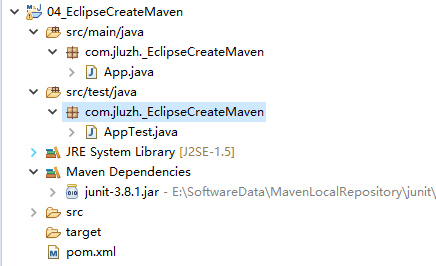 04_EclipseCreateMaven
src/main/java
com.jluzh._EclipseCreateMaven
App.java
src/test/java
com.jluzh._EclipseCreateMaven
AppTest.java
JRE System Library [J2SE-1.5]
Maven Dependencies
junit-3.8.1.jar - E:\SoftwareData\MavenLocalRepository\junit\
src
target
pom.xml